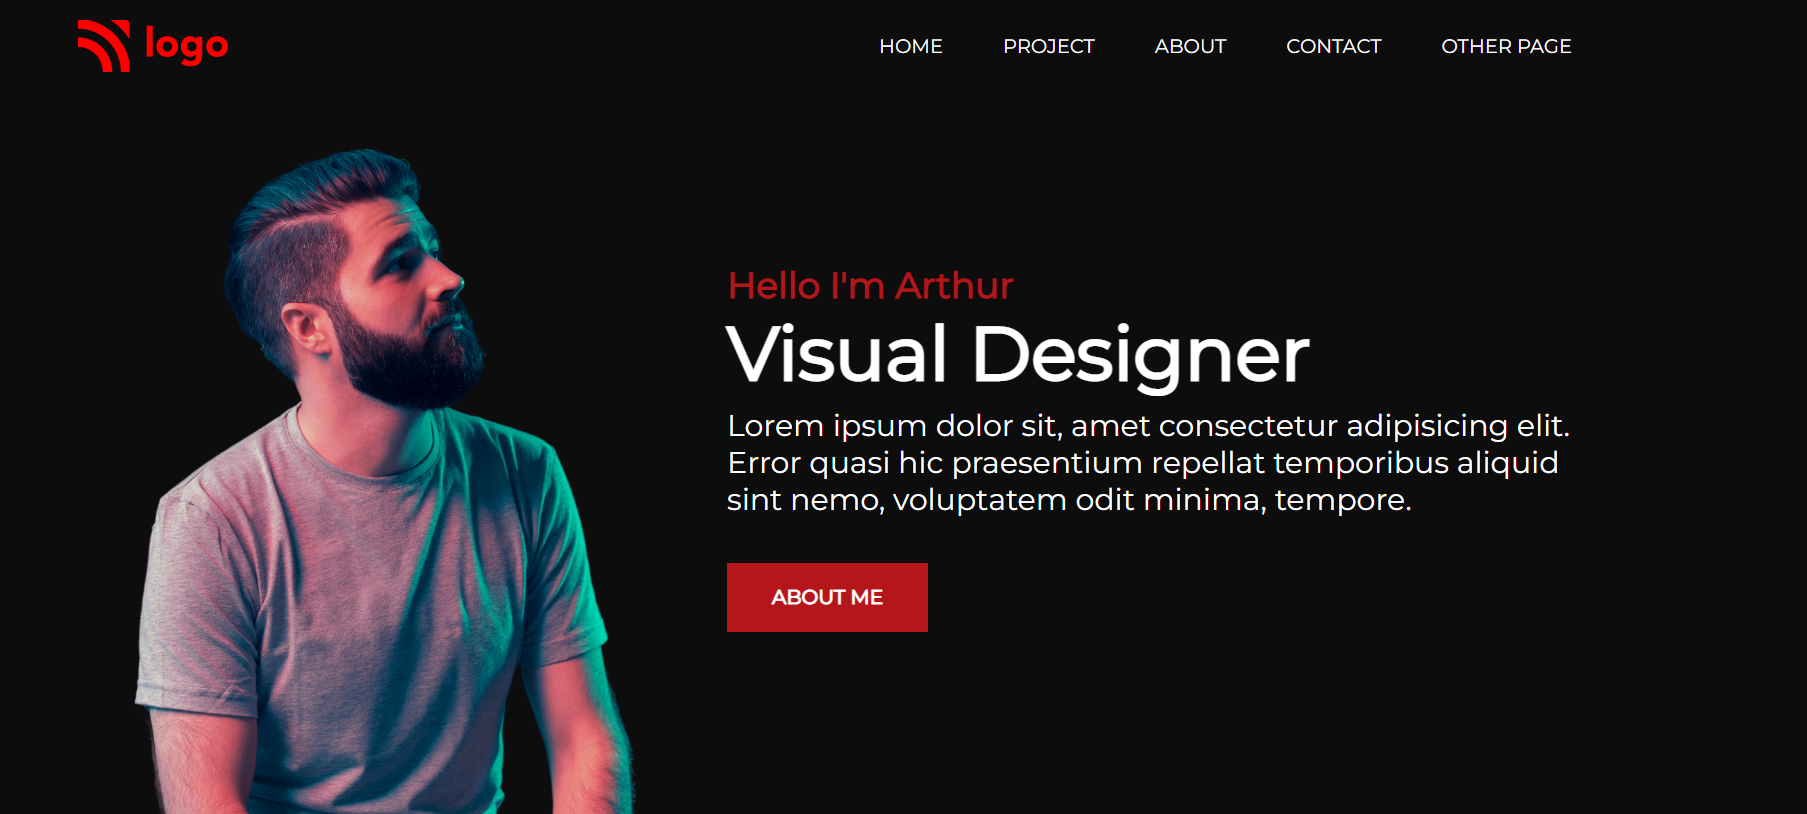 logo
HOME PROJECT ABOUT CONTACT OTHER PAGE
Hello I'm Arthur
Visual Designer
Lorem ipsum dolor sit, amet consectetur adipisicing elit.
Error quasi hic praesentium repellat temporibus aliquid
sint nemo, voluptatem odit minima, tempore.
ABOUT ME